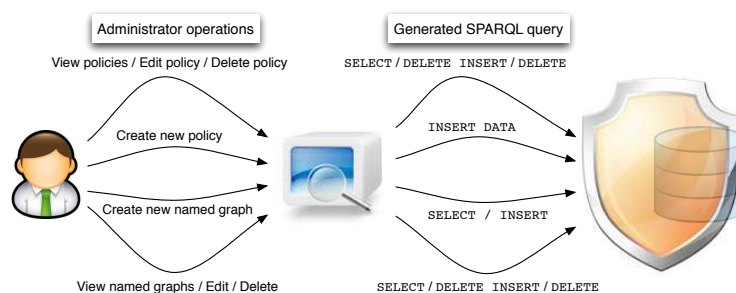 Administrator operations
Generated SPARQL query
View policies / Edit policy / Delete policy
SELECT / DELETE INSERT / DELETE
Create new policy
INSERT DATA
Create new named graph
SELECT / INSERT
View named graphs / Edit / Delete
SELECT / DELETE INSERT / DELETE